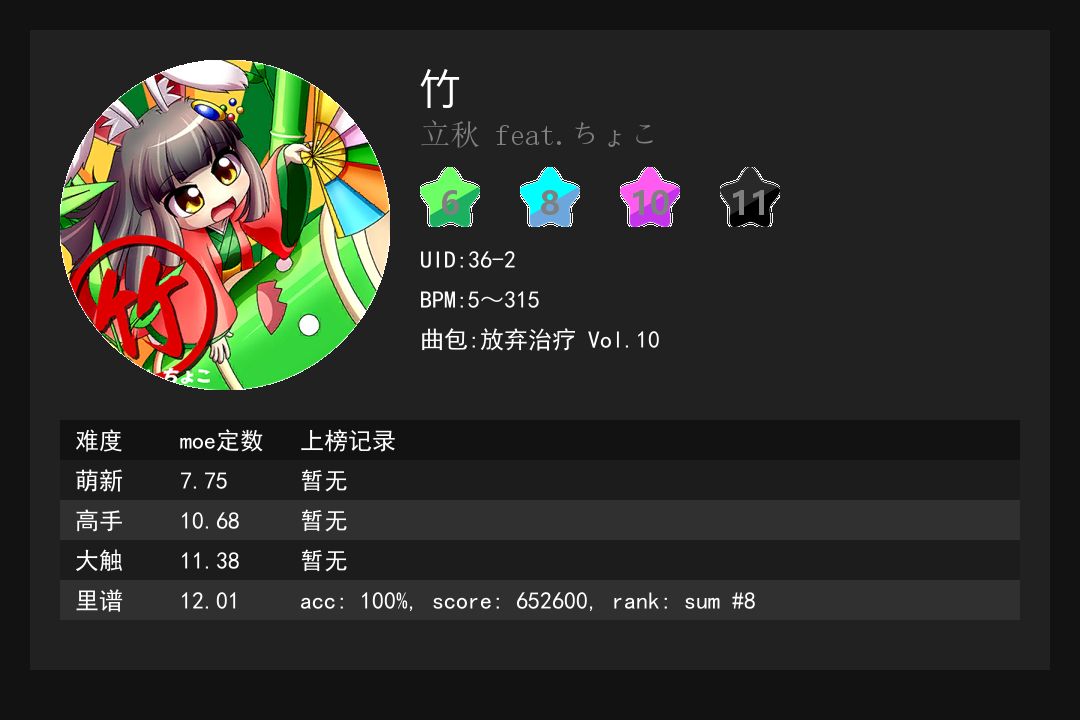 竹
立秋 feat.ちょこ
6 8 10 11
UID:36-2
BPM:5～315
曲包:放弃治疗 Vol.10
竹
ちょこ
难度 moe定数 上榜记录
萌新 7.75 暂无
高手 10.68 暂无
大触 11.38 暂无
里谱 12.01 acc: 100%, score: 652600, rank: sum #8